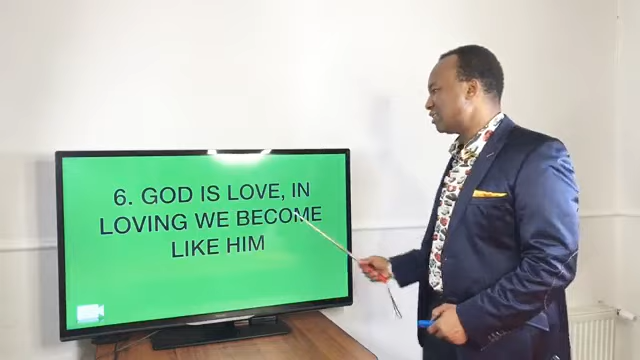 6. GOD IS LOVE, IN
LOVING WE BECOME
LIKE HIM